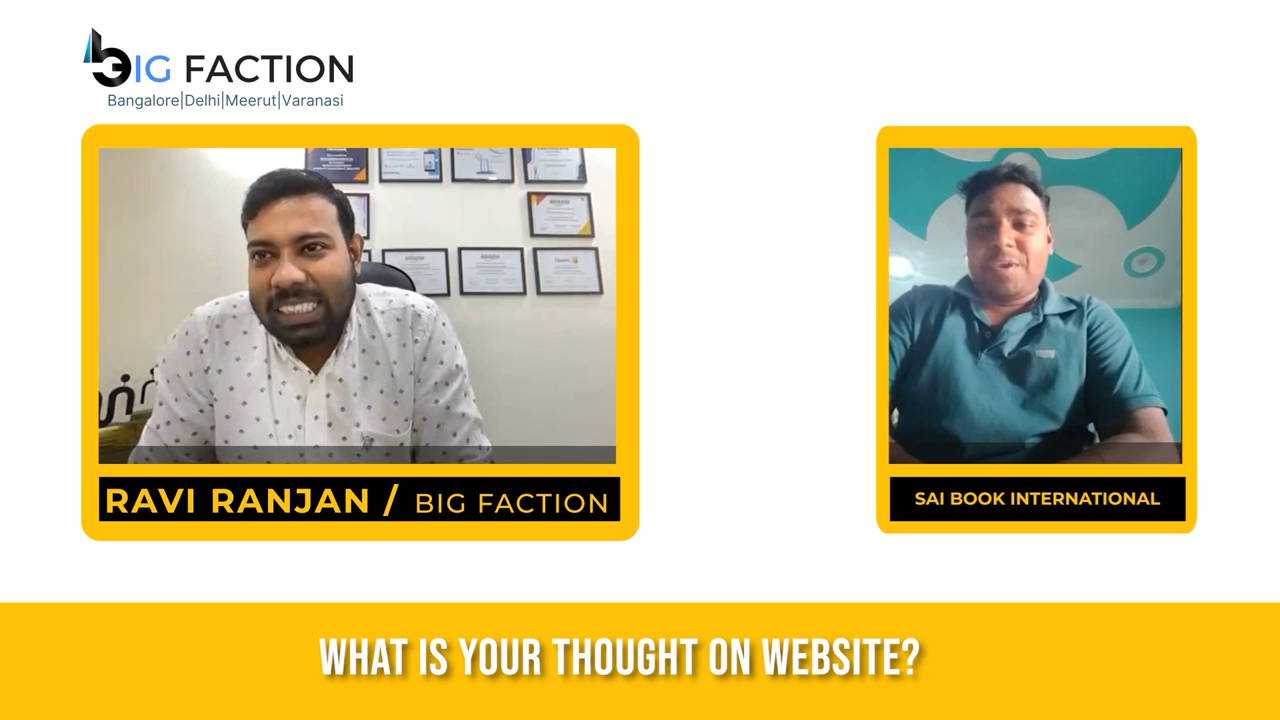 BIG FACTION
Bangalore|Delhi|Meerut|Varanasi
RAVI RANJAN / BIG FACTION
SAI BOOK INTERNATIONAL
WHAT IS YOUR THOUGHT ON WEBSITE?